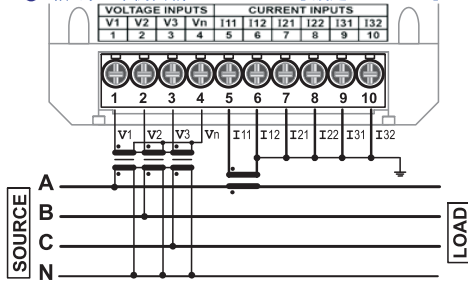 VOLTAGE INPUTS CURRENT INPUTS
V1 V2 V3 Vn I11 I12 I21 I22 I31 I32
1 2 3 4 5 6 7 8 9 10
1 2 3 4 5 6 7 8 9 10
V1 V2 V3 Vn I11 I12 I21 I22 I31 I32
SOURCE
A
B
C
N
LOAD